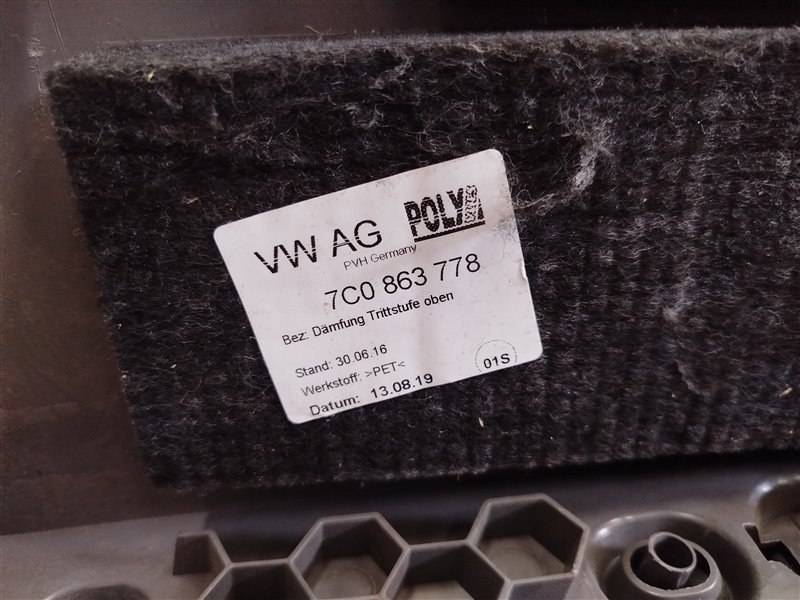 VW AG POLY
PVH Germany
7C0 863 778
Bez: Dämfung Trittstufe oben
Stand: 30.06.16
Werkstoff: >PET<
Datum: 13.08.19
01S